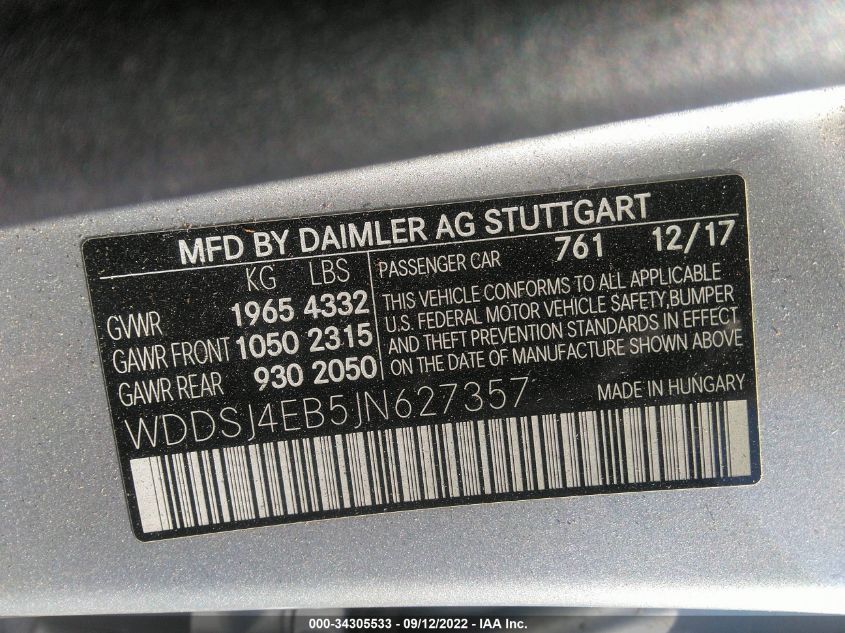 MFD BY DAIMLER AG STUTTGART
KG LBS
GVWR 1965 4332
GAWR FRONT 1050 2315
GAWR REAR 930 2050
PASSENGER CAR 761 12/17
THIS VEHICLE CONFORMS TO ALL APPLICABLE
U.S. FEDERAL MOTOR VEHICLE SAFETY,BUMPER
AND THEFT PREVENTION STANDARDS IN EFFECT
ON THE DATE OF MANUFACTURE SHOWN ABOVE
WDDSJ4EB5JN627357
MADE IN HUNGARY
000-34305533 - 09/12/2022 - IAA Inc.